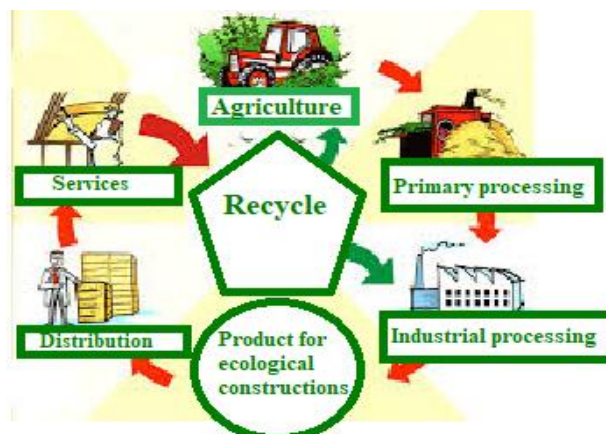 Agriculture
Services
Recycle
Primary processing
Distribution
Product for
ecological
constructions
Industrial processing